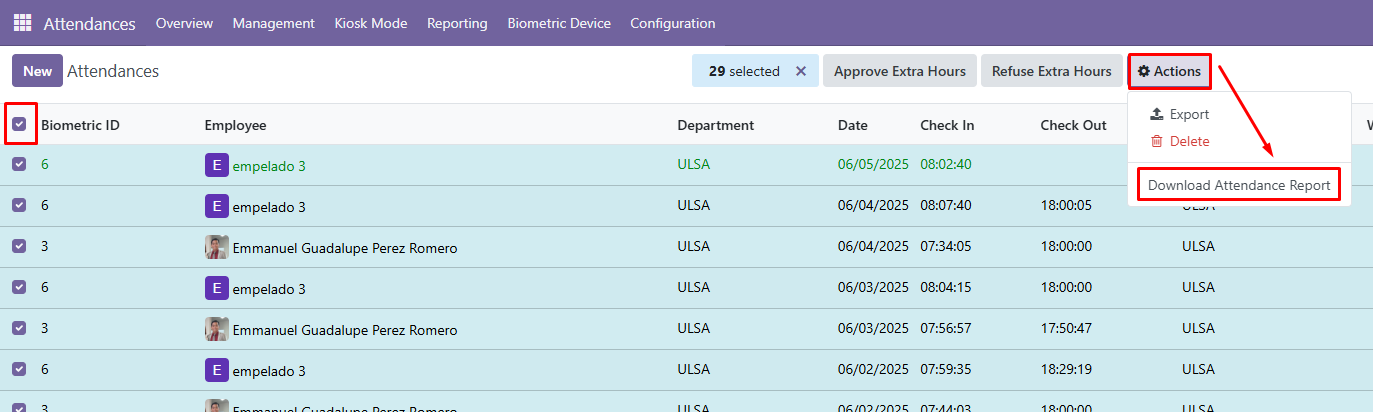 Attendances Overview Management Kiosk Mode Reporting Biometric Device Configuration
New Attendances 29 selected × Approve Extra Hours Refuse Extra Hours Actions
Export
Delete
Download Attendance Report
Biometric ID Employee Department Date Check In Check Out
6 E empelado 3 ULSA 06/05/2025 08:02:40
6 E empelado 3 ULSA 06/04/2025 08:07:40 18:00:05 ULSA
3 Emmanuel Guadalupe Perez Romero ULSA 06/04/2025 07:34:05 18:00:00 ULSA
6 E empelado 3 ULSA 06/03/2025 08:04:15 18:00:00 ULSA
3 Emmanuel Guadalupe Perez Romero ULSA 06/03/2025 07:56:57 17:50:47 ULSA
6 E empelado 3 ULSA 06/02/2025 07:59:35 18:29:19 ULSA
3 Emmanuel Guadalupe Perez Romero ULSA 06/02/2025 07:44:03 18:00:00 ULSA